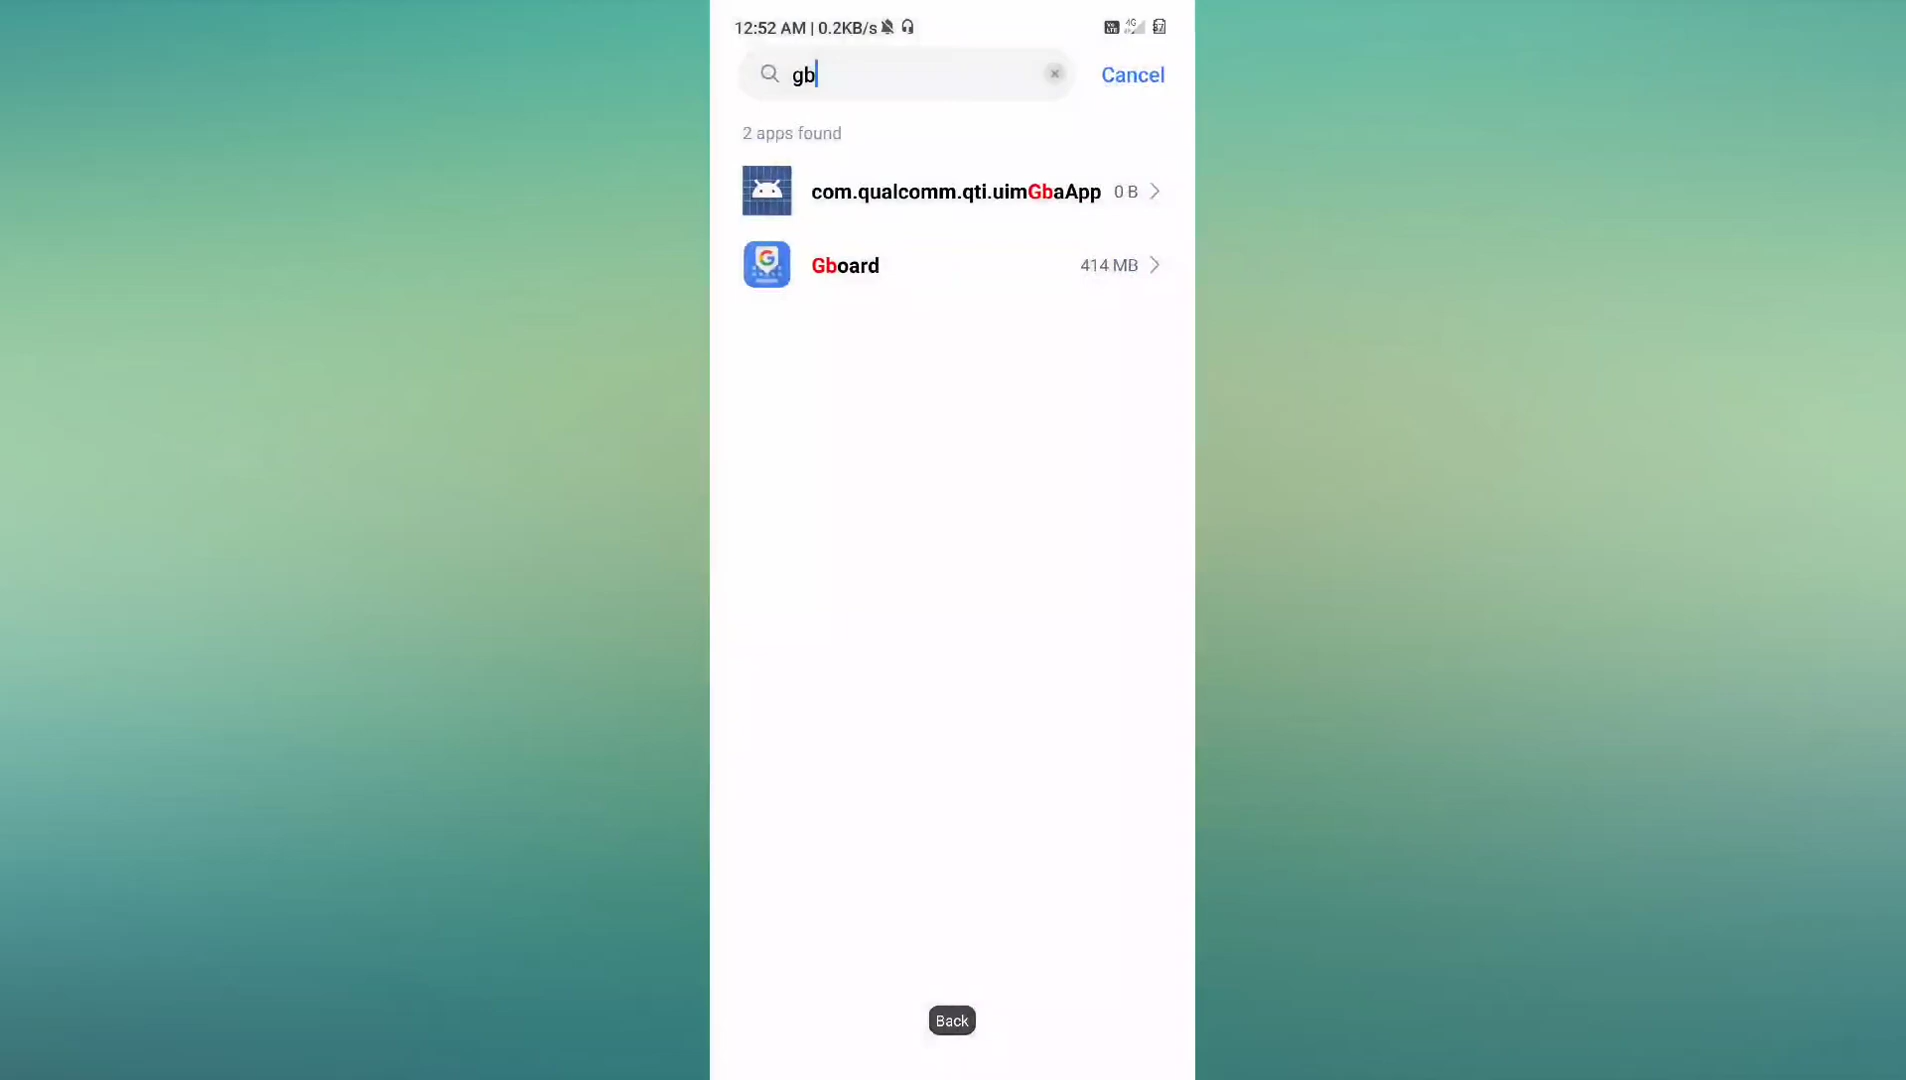 12:52 AM | 0.2KB/s
gb
Cancel
2 apps found
com.qualcomm.qti.uimGbaApp 0 B
Gboard 414 MB
Back